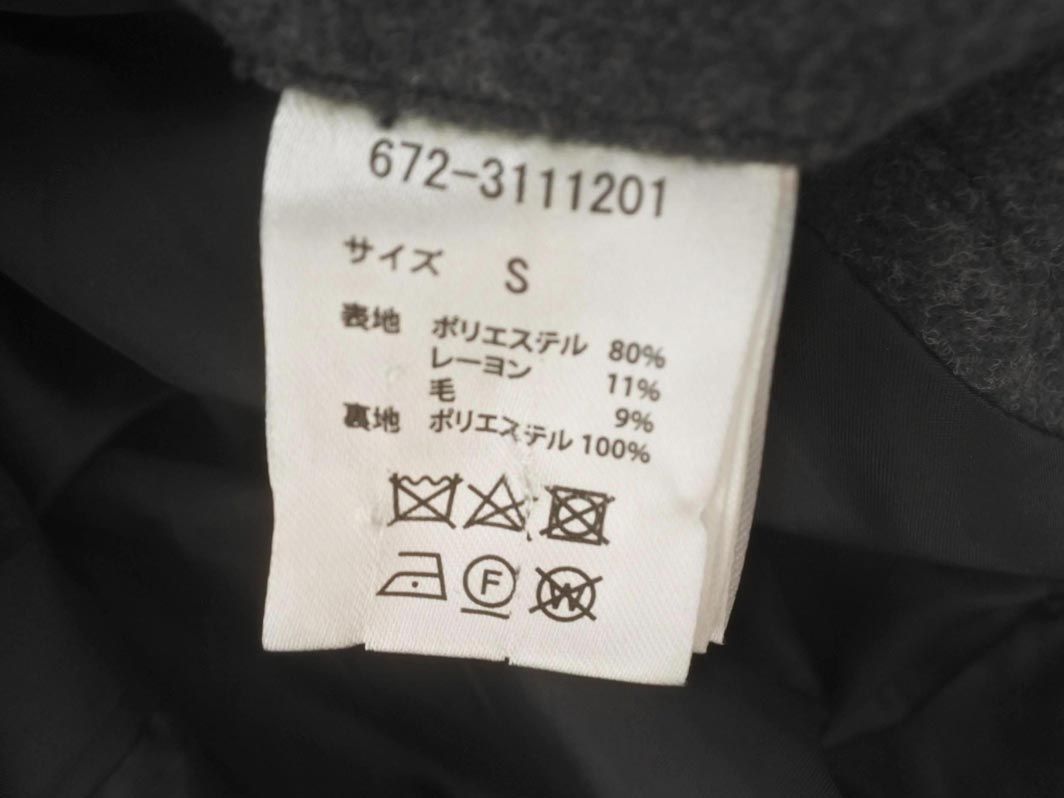 672-3111201
サイズ S
表地 ポリエステル 80%
レーヨン 11%
毛 9%
裏地 ポリエステル 100%
F W